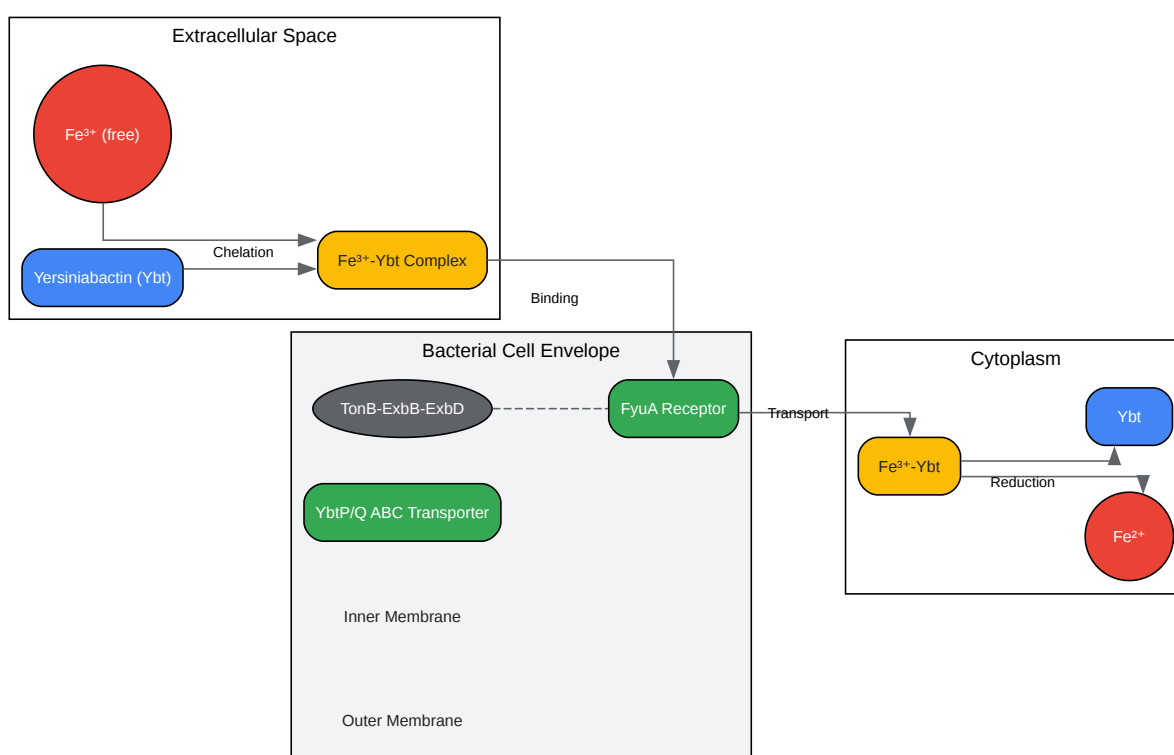 Extracellular Space
Fe³⁺ (free)
Chelation
Yersiniabactin (Ybt)
Fe³⁺-Ybt Complex
Binding
Bacterial Cell Envelope
TonB-ExbB-ExbD
FyuA Receptor
YbtP/Q ABC Transporter
Inner Membrane
Outer Membrane
Transport
Cytoplasm
Ybt
Fe³⁺-Ybt
Reduction
Fe²⁺